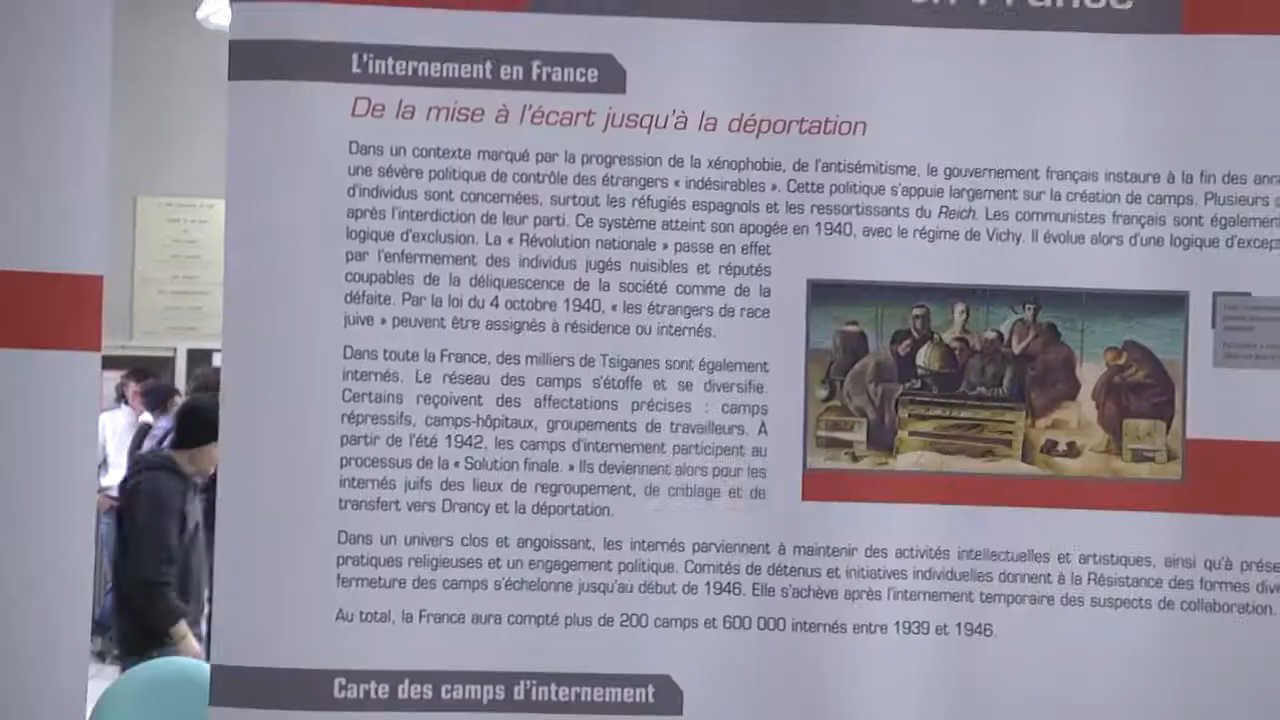 L'internement en France
De la mise à l'écart jusqu'à la déportation
Dans un contexte marqué par la progression de la xénophobie, de l'antisémitisme, le gouvernement français instaure à la fin des
une sévère politique de contrôle des étrangers « indésirables ». Cette politique s'appuie largement sur la création de camps. Plusieurs
d'individus sont concernées, surtout les réfugiés espagnols et les ressortissants du Reich. Les communistes français sont
après l'interdiction de leur parti. Ce système atteint son apogée en 1940, avec le régime de Vichy. Il évolue alors d'une logique
logique d'exclusion. La « Révolution nationale » passe en effet
par l'enfermement des individus jugés nuisibles et réputés
coupables de la déliquescence de la société comme de la
défaite. Par la loi du 4 octobre 1940, « les étrangers de race
juive » peuvent être assignés à résidence ou internés.
Dans toute la France, des milliers de Tsiganes sont également
internés. Le réseau des camps s'étoffe et se diversifie.
Certains reçoivent des affectations précises : camps
répressifs, camps-hôpitaux, groupements de travailleurs. À
partir de l'été 1942, les camps d'internement participent au
processus de la « Solution finale. » Ils deviennent alors pour les
internés juifs des lieux de regroupement, de criblage et de
transfert vers Drancy et la déportation.
Dans un univers clos et angoissant, les internés parviennent à maintenir des activités intellectuelles et artistiques, ainsi qu'à
pratiques religieuses et un engagement politique. Comités de détenus et initiatives individuelles donnent à la Résistance des formes
fermeture des camps s'échelonne jusqu'au début de 1946. Elle s'achève après l'internement temporaire des suspects de collaboration.
Au total, la France aura compté plus de 200 camps et 600 000 internés entre 1939 et 1946.
Carte des camps d'internement